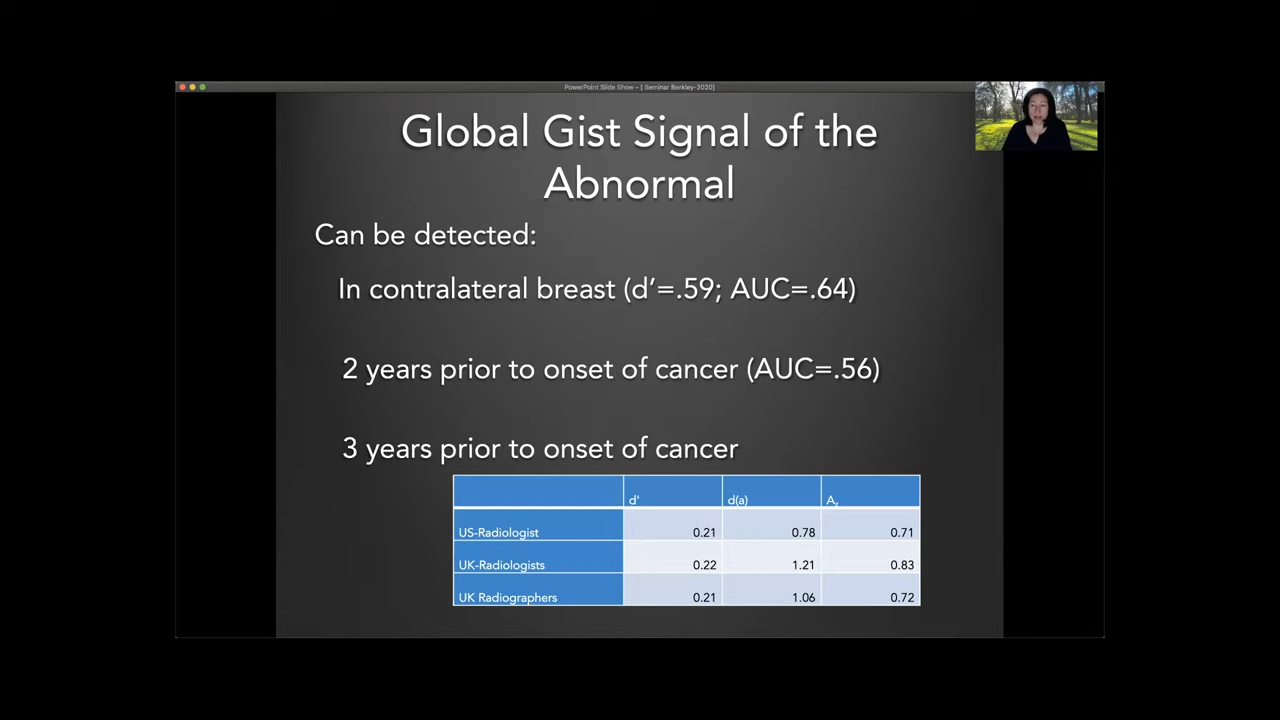 PowerPoint Slide Show - [ Seminar Berkley-2020]
Global Gist Signal of the
Abnormal
Can be detected:
In contralateral breast (d’=.59; AUC=.64)
2 years prior to onset of cancer (AUC=.56)
3 years prior to onset of cancer
d' d(a) Az
US-Radiologist 0.21 0.78 0.71
UK-Radiologists 0.22 1.21 0.83
UK Radiographers 0.21 1.06 0.72